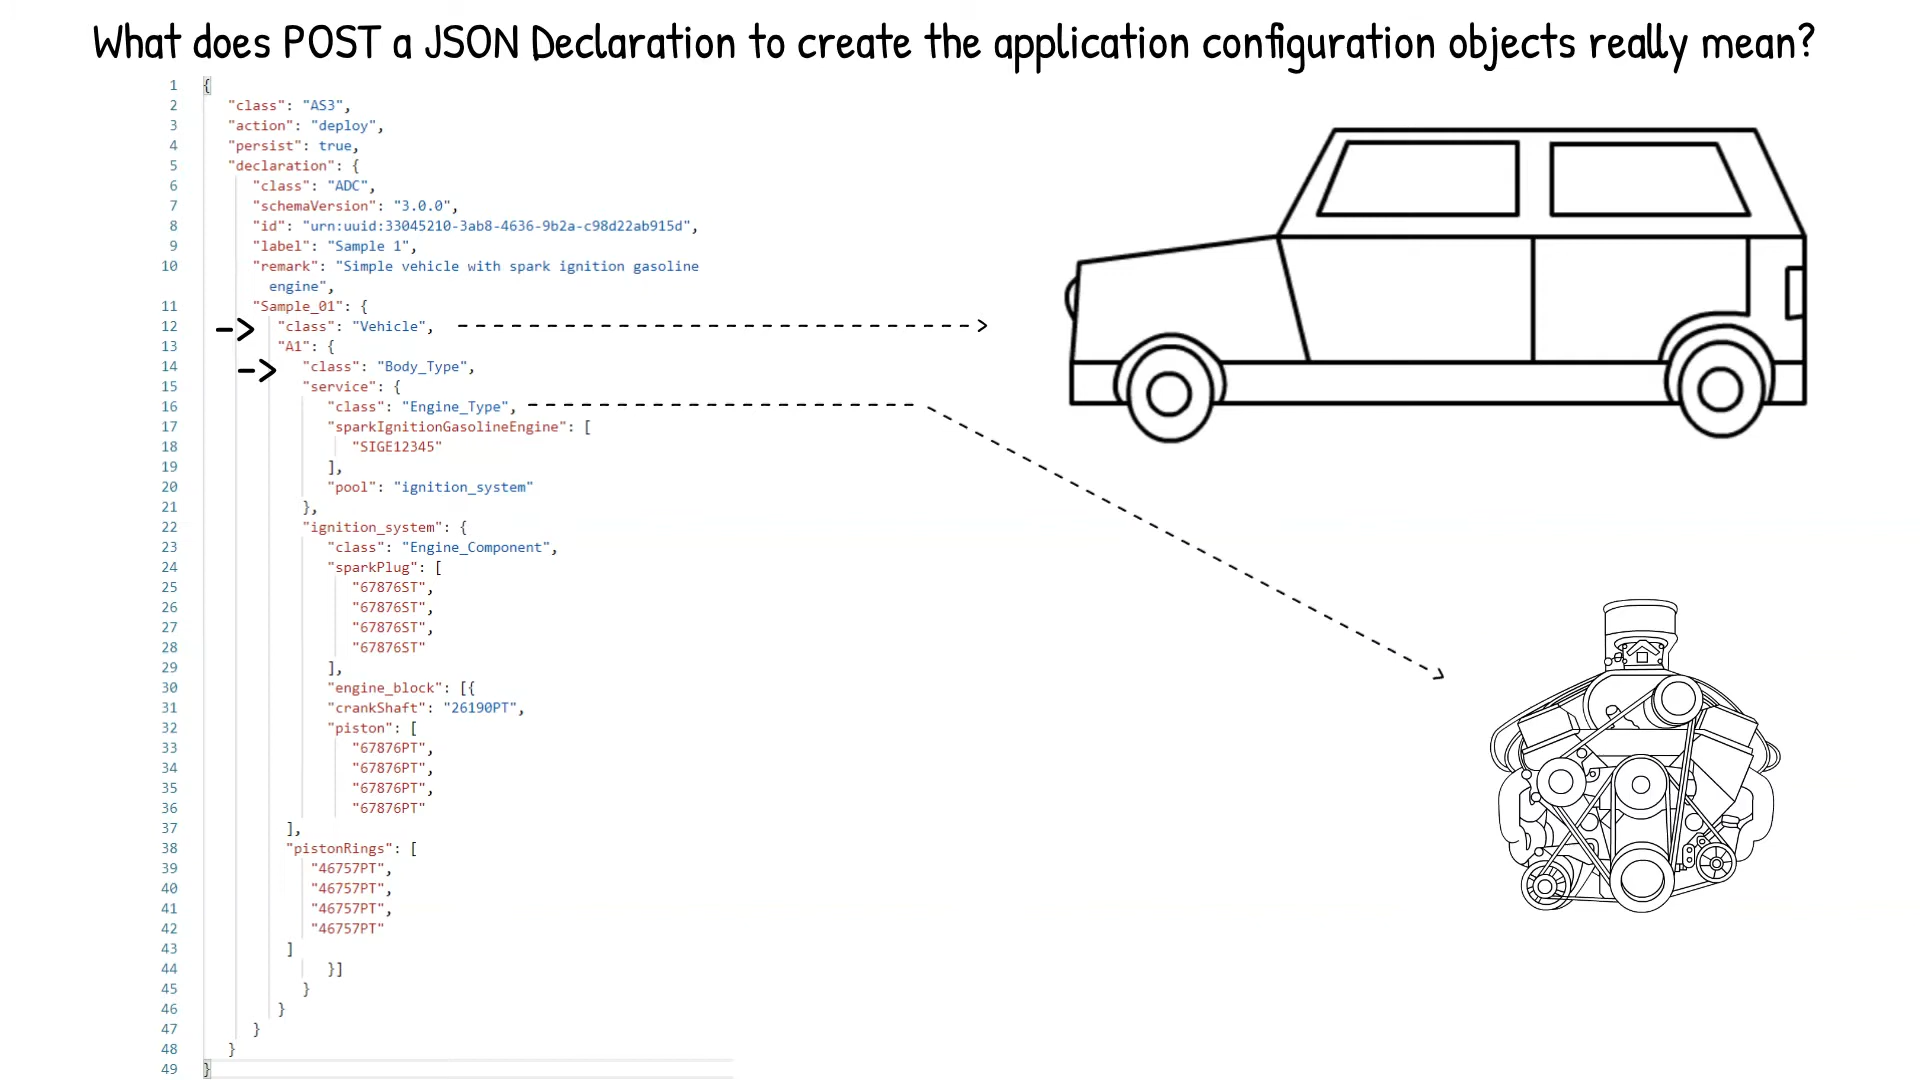 What does POST a JSON Declaration to create the application configuration objects really mean?
1 {
2 "class": "AS3",
3 "action": "deploy",
4 "persist": true,
5 "declaration": {
6 "class": "ADC",
7 "schemaVersion": "3.0.0",
8 "id": "urn:uuid:33045210-3ab8-4636-9b2a-c98d22ab915d",
9 "label": "Sample 1",
10 "remark": "Simple vehicle with spark ignition gasoline
engine",
11 "Sample_01": {
12 "class": "Vehicle",
13 "A1": {
14 "class": "Body_Type",
15 "service": {
16 "class": "Engine_Type",
17 "sparkIgnitionGasolineEngine": [
18 "SIGE12345"
19 ],
20 "pool": "ignition_system"
21 },
22 "ignition_system": {
23 "class": "Engine_Component",
24 "sparkPlug": [
25 "67876ST",
26 "67876ST",
27 "67876ST",
28 "67876ST"
29 ],
30 "engine_block": [{
31 "crankShaft": "26190PT",
32 "piston": [
33 "67876PT",
34 "67876PT",
35 "67876PT",
36 "67876PT"
37 ],
38 "pistonRings": [
39 "46757PT",
40 "46757PT",
41 "46757PT",
42 "46757PT"
43 ]
44 }]
45 }
46 }
47 }
48 }
49 }